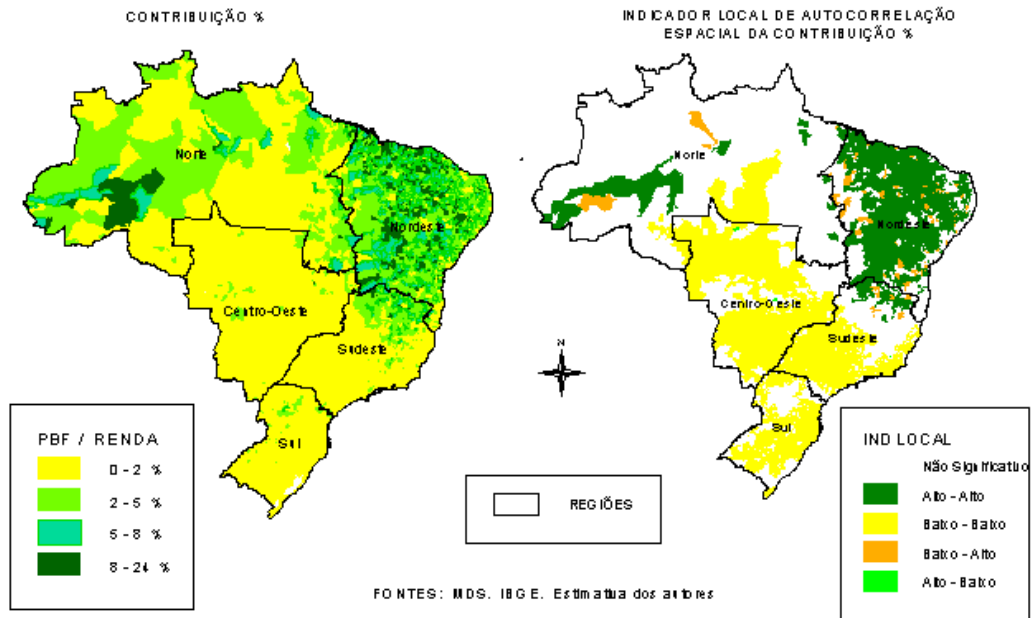 CONTRIBUIÇÃO %
INDICADOR LOCAL DE AUTOCORRELAÇÃO
ESPACIAL DA CONTRIBUIÇÃO %
Norte
Nordeste
Centro-Oeste
Sudeste
Sul
Norte
Nordeste
Centro-Oeste
Sudeste
Sul
N
PBF / RENDA
0 - 2 %
2 - 5 %
5 - 8 %
8 - 24 %
REGIÕES
IND LOCAL
Não Significativo
Alto - Alto
Baixo - Baixo
Baixo - Alto
Alto - Baixo
FONTES: MDS. IBGE. Estimativa dos autores